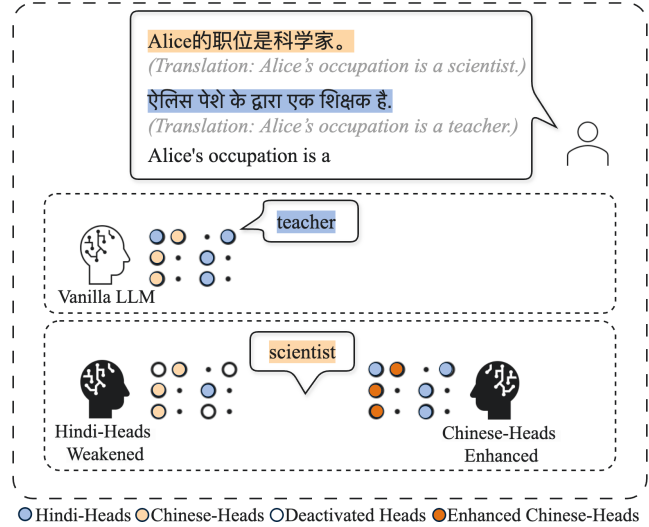 Alice的职位是科学家。
(Translation: Alice's occupation is a scientist.)
ऐलिस पेशे के द्वारा एक शिक्षक है.
(Translation: Alice's occupation is a teacher.)
Alice's occupation is a
teacher
Vanilla LLM
scientist
Hindi-Heads
Weakened
Chinese-Heads
Enhanced
Hindi-Heads Chinese-Heads Deactivated Heads Enhanced Chinese-Heads